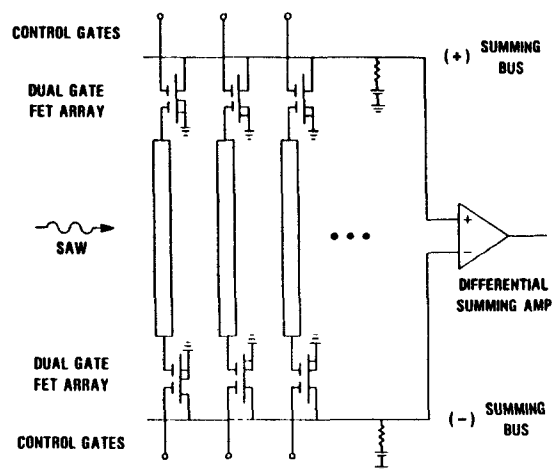 CONTROL GATES
(+) SUMMING
BUS
DUAL GATE
FET ARRAY
SAW
+
−
DIFFERENTIAL
SUMMING AMP
DUAL GATE
FET ARRAY
(−) SUMMING
BUS
CONTROL GATES